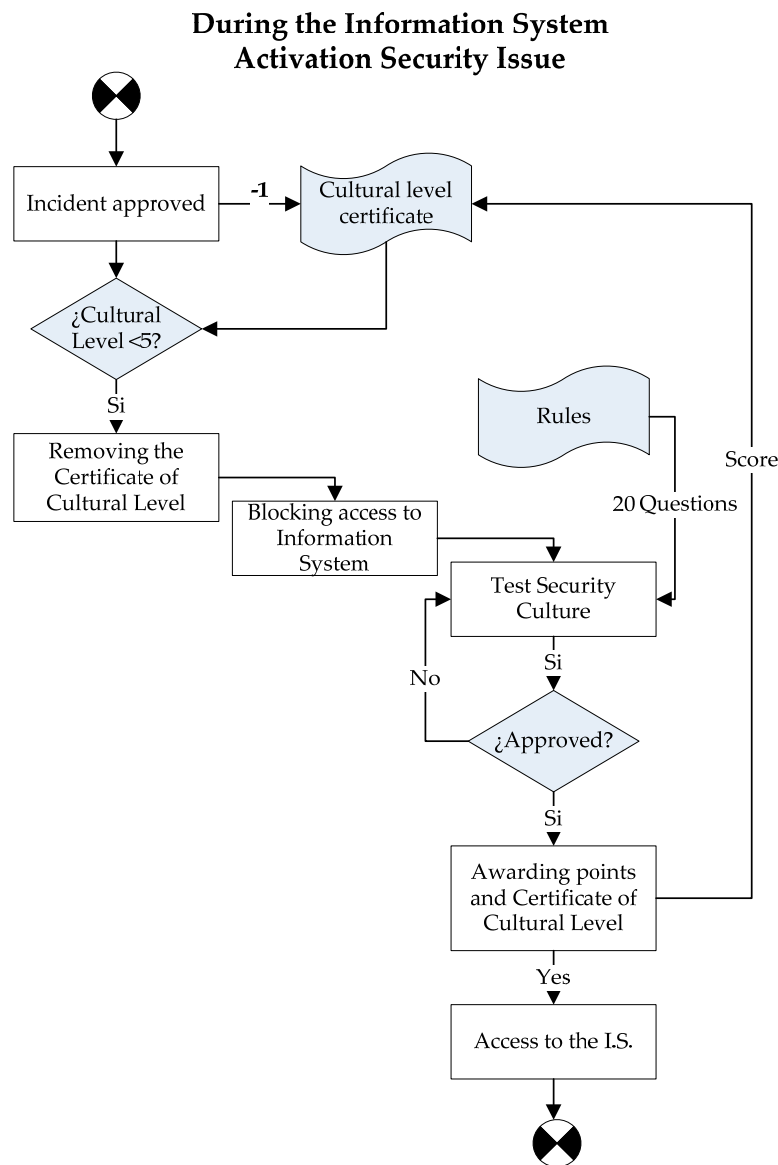 During the Information System
Activation Security Issue
Incident approved
-1
Cultural level
certificate
¿Cultural
Level <5?
Si
Removing the
Certificate of
Cultural Level
Blocking access to
Information
System
Rules
20 Questions
Score
Test Security
Culture
Si
No
¿Approved?
Si
Awarding points
and Certificate of
Cultural Level
Yes
Access to the I.S.